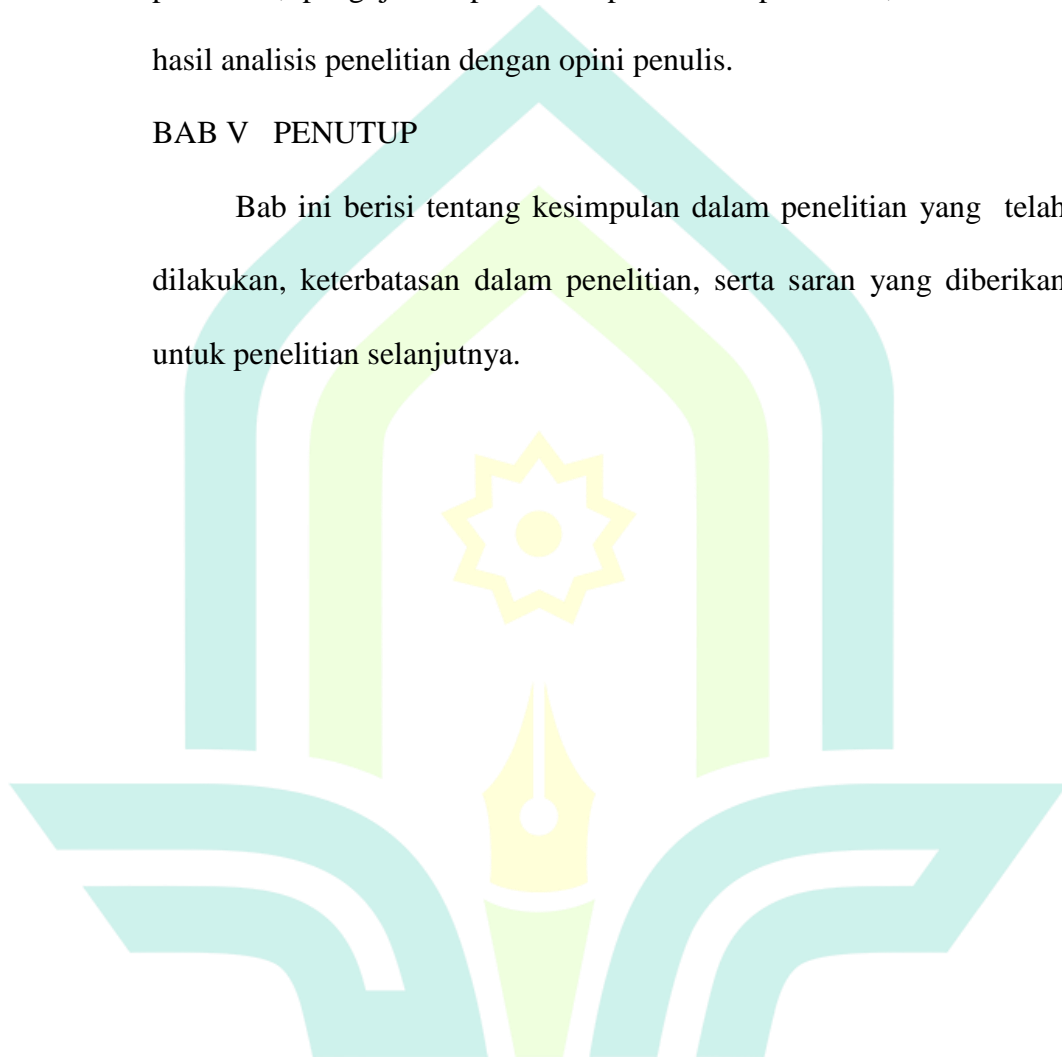 hasil analisis penelitian dengan opini penulis.
BAB V PENUTUP
Bab ini berisi tentang kesimpulan dalam penelitian yang telah
dilakukan, keterbatasan dalam penelitian, serta saran yang diberikan
untuk penelitian selanjutnya.